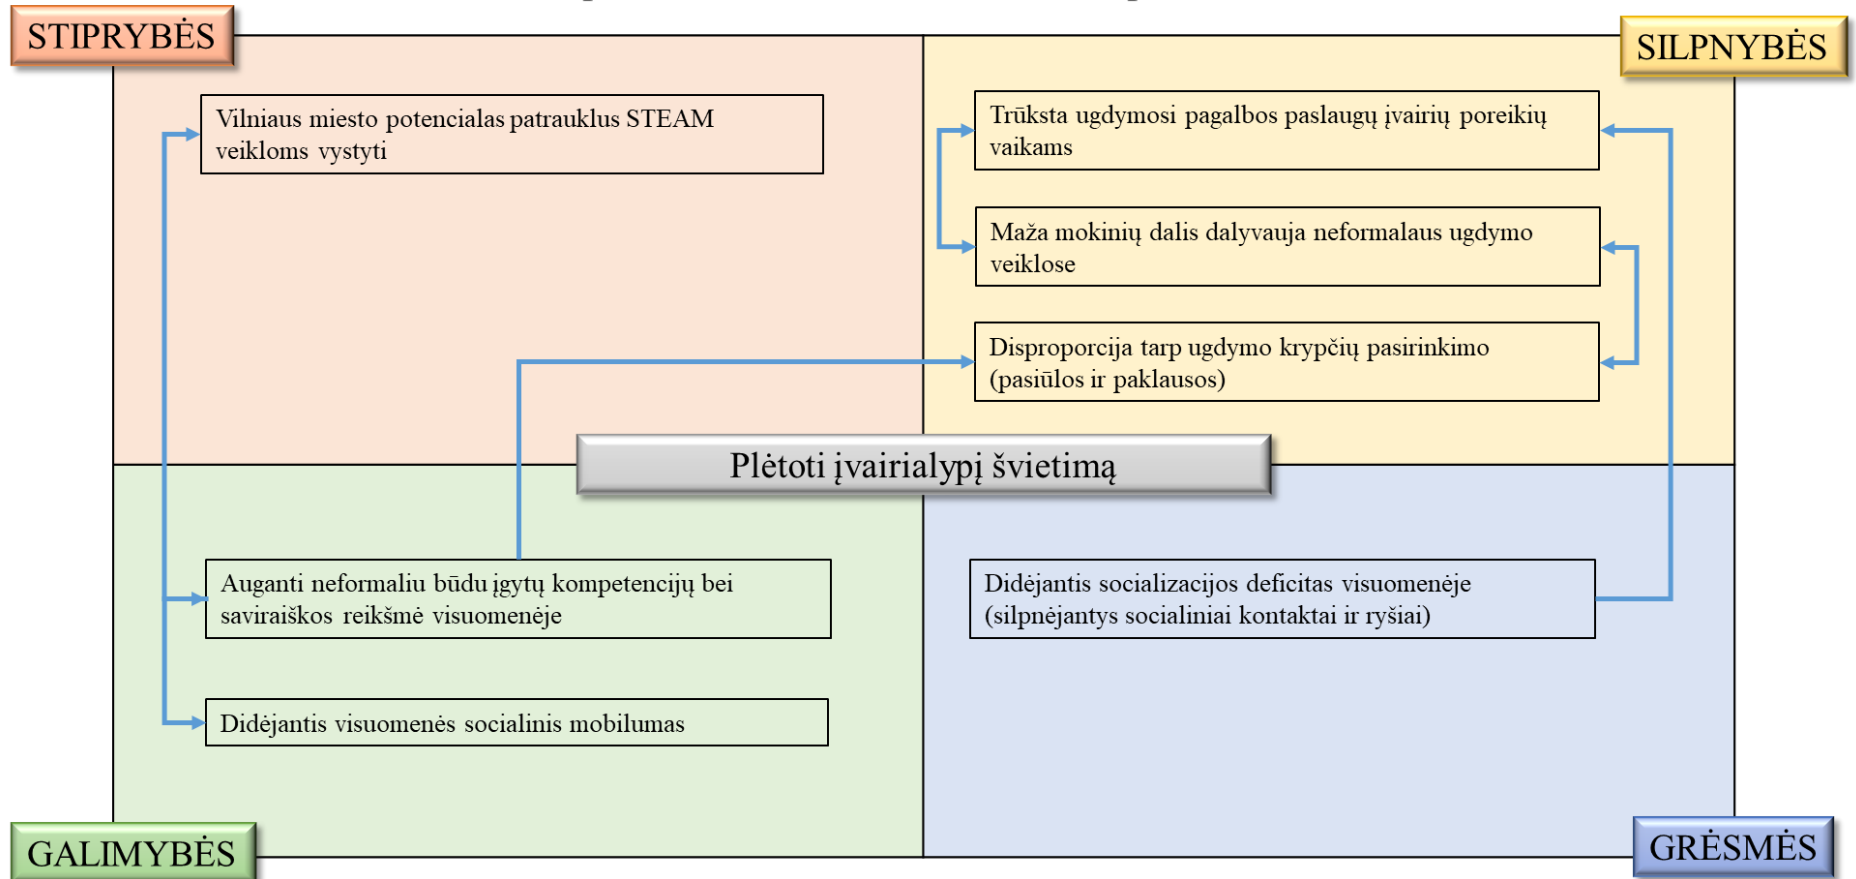 STIPRYBĖS
SILPNYBĖS
Vilniaus miesto potencialas patrauklus STEAM
veikloms vystyti
Trūksta ugdymosi pagalbos paslaugų įvairių poreikių
vaikams
Maža mokinių dalis dalyvauja neformalaus ugdymo
veiklose
Disproporcija tarp ugdymo krypčių pasirinkimo
(pasiūlos ir paklausos)
Plėtoti įvairialypį švietimą
Auganti neformaliu būdu įgytų kompetencijų bei
saviraiškos reikšmė visuomenėje
Didėjantis socializacijos deficitas visuomenėje
(silpnėjantys socialiniai kontaktai ir ryšiai)
Didėjantis visuomenės socialinis mobilumas
GALIMYBĖS
GRĖSMĖS